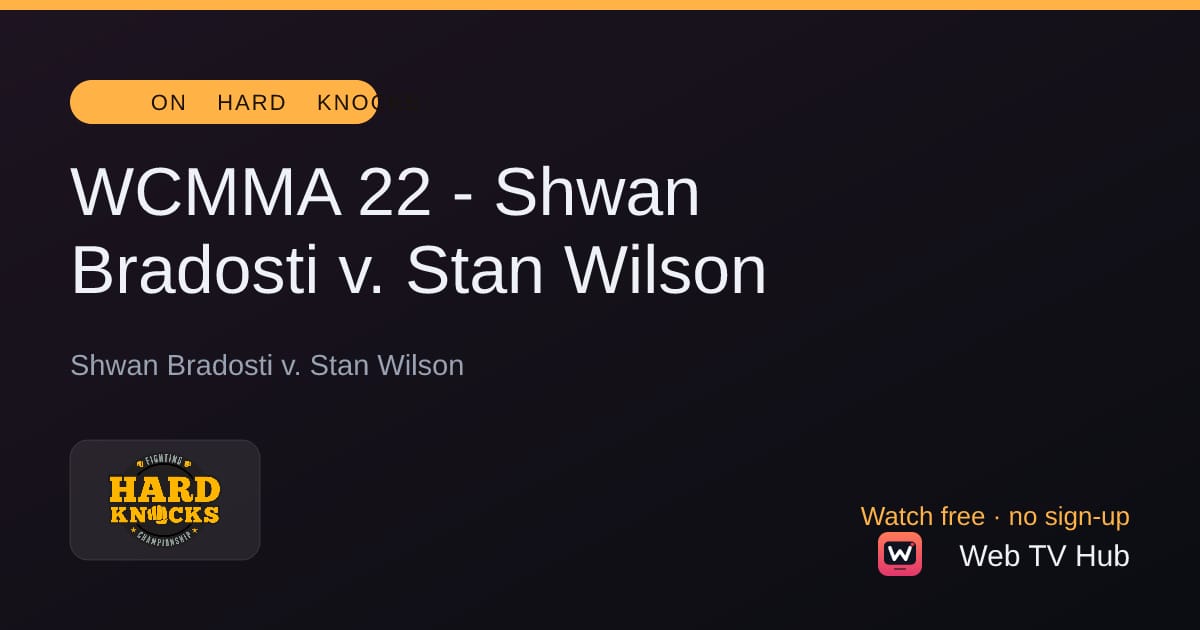 ON HARD KNOC
WCMMA 22 - Shwan
Bradosti v. Stan Wilson
Shwan Bradosti v. Stan Wilson
FIGHTING
HARD
KNOCKS
CHAMPIONSHIP
Watch free · no sign-up
Web TV Hub